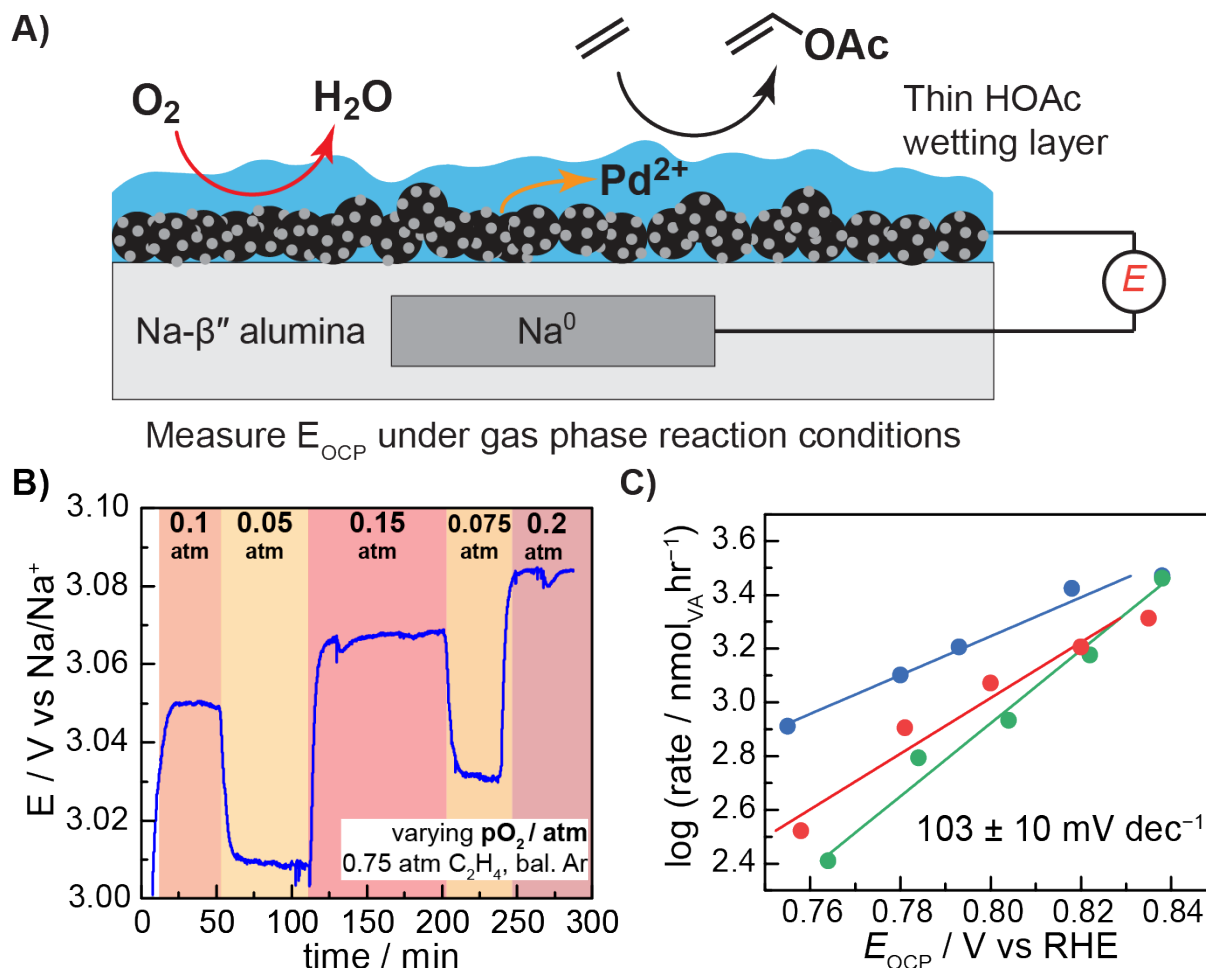 A)
O₂
H₂O
OAc
Thin HOAc
wetting layer
Pd²⁺
E
Na-β″ alumina
Na⁰
Measure E_OCP under gas phase reaction conditions
B)
E / V vs Na/Na⁺
3.10
3.08
3.06
3.04
3.02
3.00
0.1
atm
0.05
atm
0.15
atm
0.075
atm
0.2
atm
varying pO₂ / atm
0.75 atm C₂H₄, bal. Ar
0 50 100 150 200 250 300
time / min
C)
log (rate / nmol_VA hr⁻¹)
3.6
3.4
3.2
3.0
2.8
2.6
2.4
103 ± 10 mV dec⁻¹
0.76 0.78 0.80 0.82 0.84
E_OCP / V vs RHE